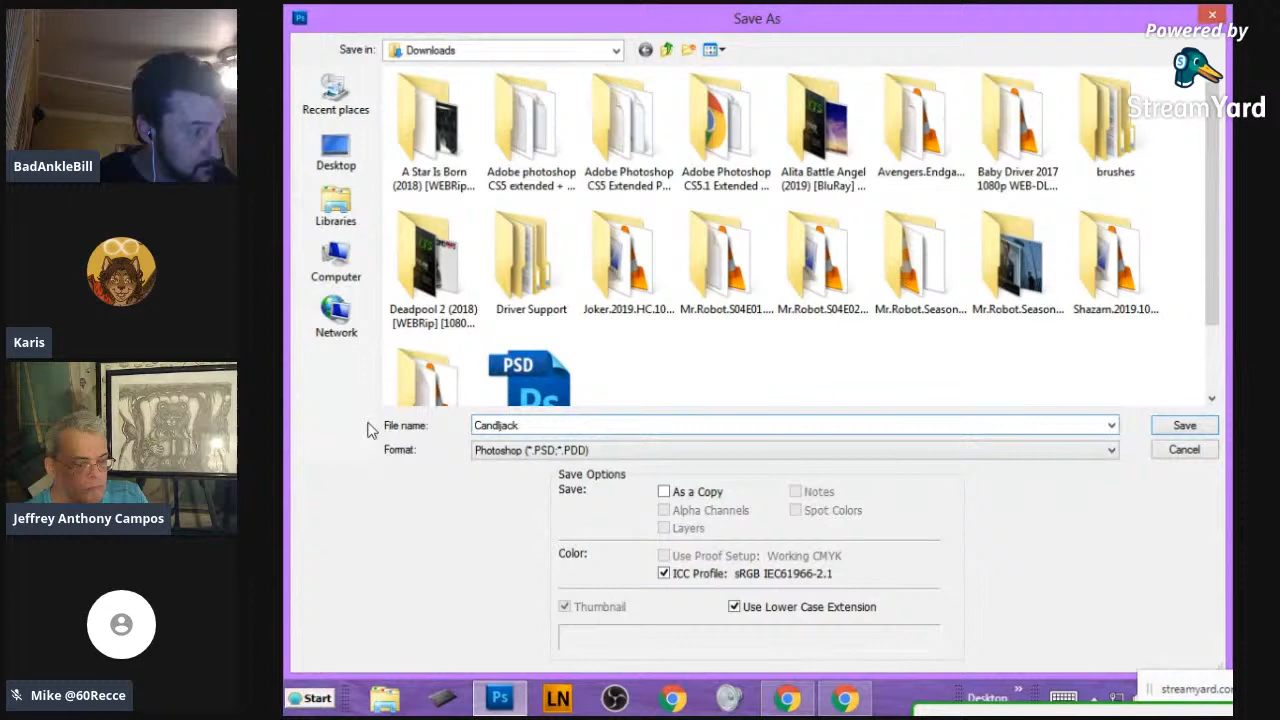 Save As
Powered by
StreamYard
Save in:
Downloads
Recent places
Desktop
Libraries
Computer
Network
A Star Is Born
(2018) [WEBRip...
Adobe photoshop
CS5 extended + ...
Adobe Photoshop
CS5 Extended P...
Adobe Photoshop
CS5.1 Extended ...
Alita Battle Angel
(2019) [BluRay] ...
Avengers.Endga...
Baby Driver 2017
1080p WEB-DL...
brushes
Deadpool 2 (2018)
[WEBRip] [1080...
Driver Support
Joker.2019.HC.10...
Mr.Robot.S04E01....
Mr.Robot.S04E02...
Mr.Robot.Season...
Mr.Robot.Season...
Shazam.2019.10...
PSD
Ps
File name:
Candljack
Save
Format:
Photoshop (*.PSD;*.PDD)
Cancel
Save Options
Save:
As a Copy
Notes
Alpha Channels
Spot Colors
Layers
Color:
Use Proof Setup: Working CMYK
ICC Profile: sRGB IEC61966-2.1
Thumbnail
Use Lower Case Extension
Start
Ps
LN
Desktop
streamyard.co
BadAnkleBill
Karis
Jeffrey Anthony Campos
Mike @60Recce